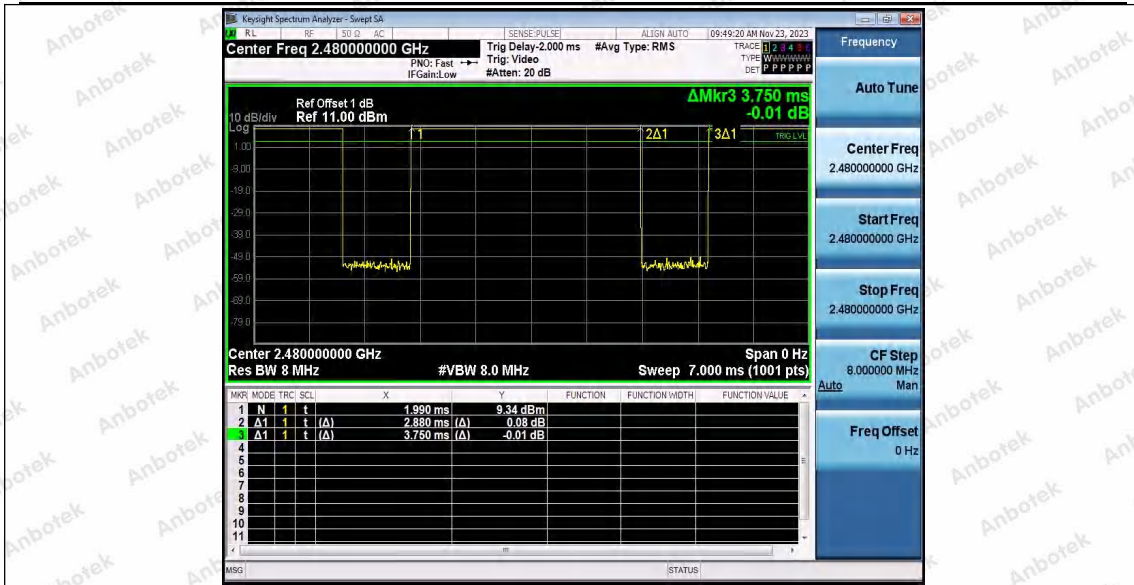 Keysight Spectrum Analyzer - Swept SA
RL RF 50 Ω AC SENSE:PULSE ALIGN AUTO 09:49:20 AM Nov 23, 2023
Center Freq 2.480000000 GHz
PNO: Fast
IFGain:Low
Trig Delay-2.000 ms
Trig: Video
#Atten: 20 dB
#Avg Type: RMS
TRACE 1 2 3 4 5 6
TYPE WWWWWW
DET P P P P P P
ΔMkr3 3.750 ms
-0.01 dB
Ref Offset 1 dB
10 dB/div Ref 11.00 dBm
Log
1 2Δ1 3Δ1 TRIG LVL
1.00
-9.00
-19.0
-29.0
-39.0
-49.0
-59.0
-69.0
-79.0
Center 2.480000000 GHz Span 0 Hz
Res BW 8 MHz #VBW 8.0 MHz Sweep 7.000 ms (1001 pts)
MKR MODE TRC SCL X Y FUNCTION FUNCTION WIDTH FUNCTION VALUE
1 N 1 t 1.990 ms 9.34 dBm
2 Δ1 1 t (Δ) 2.880 ms (Δ) 0.08 dB
3 Δ1 1 t (Δ) 3.750 ms (Δ) -0.01 dB
4
5
6
7
8
9
10
11
MSG STATUS
Frequency
Auto Tune
Center Freq
2.480000000 GHz
Start Freq
2.480000000 GHz
Stop Freq
2.480000000 GHz
CF Step
8.000000 MHz
Auto Man
Freq Offset
0 Hz
Anbotek